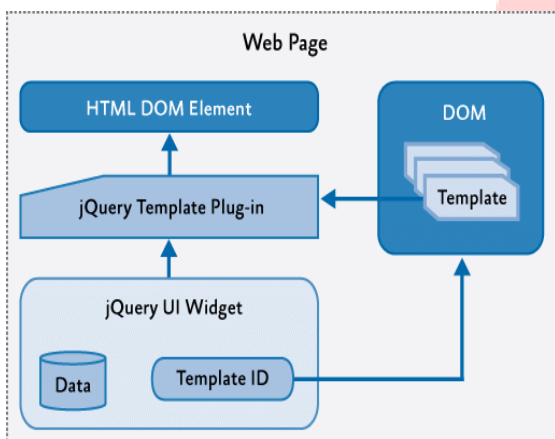 Web Page
HTML DOM Element
DOM
jQuery Template Plug-in
Template
jQuery UI Widget
Data
Template ID